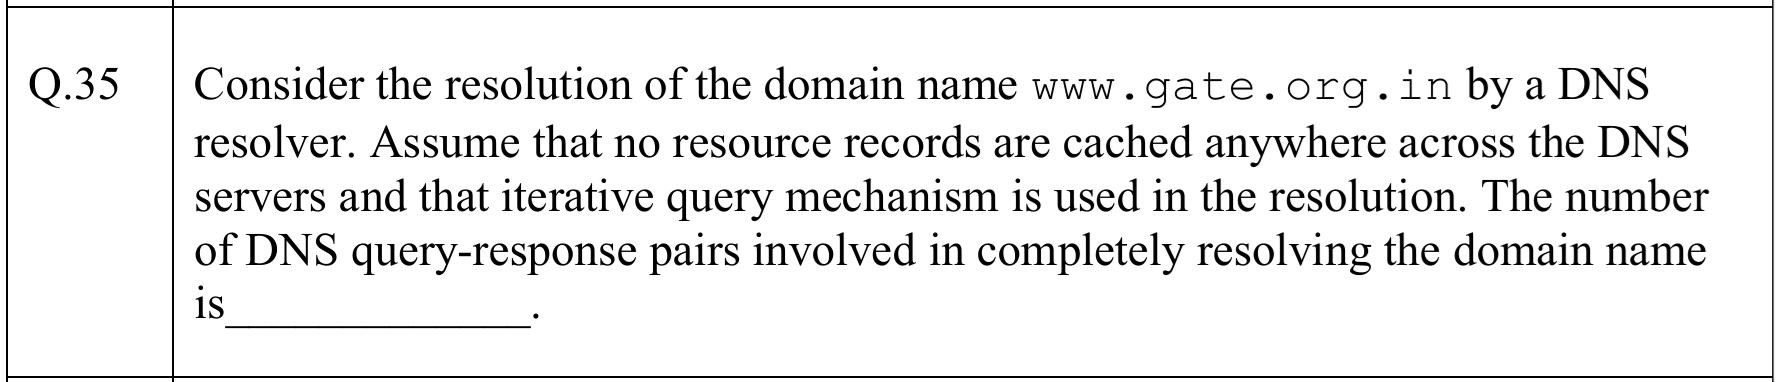 Q.35
Consider the resolution of the domain name www.gate.org.in by a DNS
resolver. Assume that no resource records are cached anywhere across the DNS
servers and that iterative query mechanism is used in the resolution. The number
of DNS query-response pairs involved in completely resolving the domain name
is_____________.